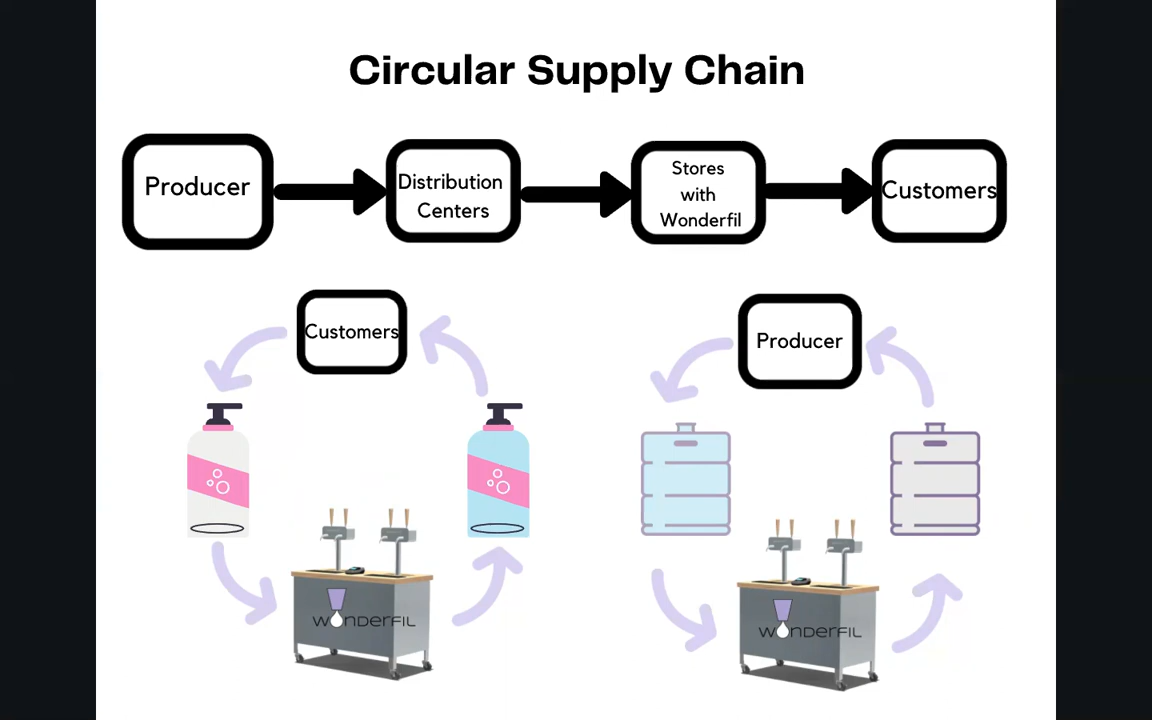 Circular Supply Chain
Producer
Distribution
Centers
Stores
with
Wonderfil
Customers
Customers
Producer
WONDERFIL
WONDERFIL